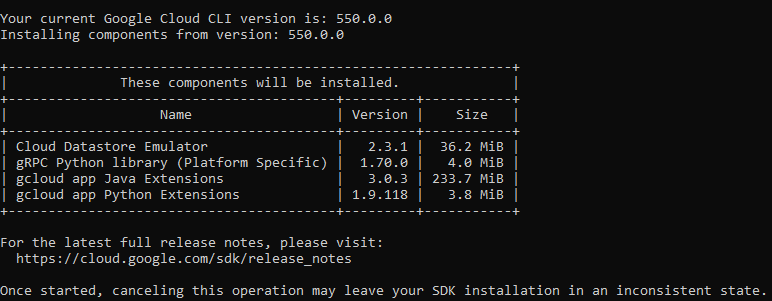 Your current Google Cloud CLI version is: 550.0.0
Installing components from version: 550.0.0
+---------------------------------------------------------------+
|              These components will be installed.              |
+-----------------------------------------+---------+-----------+
|                   Name                  | Version |    Size   |
+-----------------------------------------+---------+-----------+
| Cloud Datastore Emulator                |   2.3.1 |  36.2 MiB |
| gRPC Python library (Platform Specific) |  1.70.0 |   4.0 MiB |
| gcloud app Java Extensions              |   3.0.3 | 233.7 MiB |
| gcloud app Python Extensions            | 1.9.118 |   3.8 MiB |
+-----------------------------------------+---------+-----------+
For the latest full release notes, please visit:
  https://cloud.google.com/sdk/release_notes
Once started, canceling this operation may leave your SDK installation in an inconsistent state.